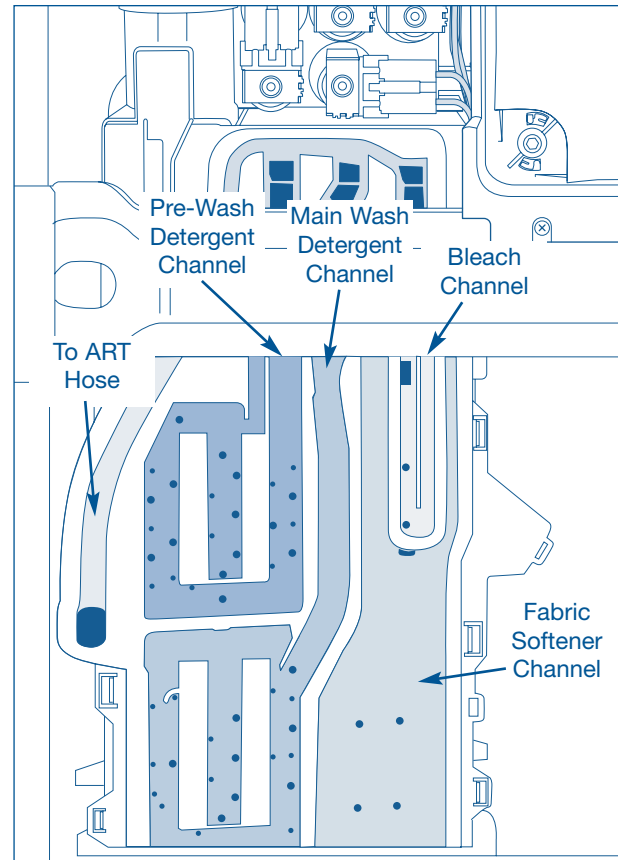 Pre-Wash
Detergent
Channel
Main Wash
Detergent
Channel
Bleach
Channel
To ART
Hose
Fabric
Softener
Channel